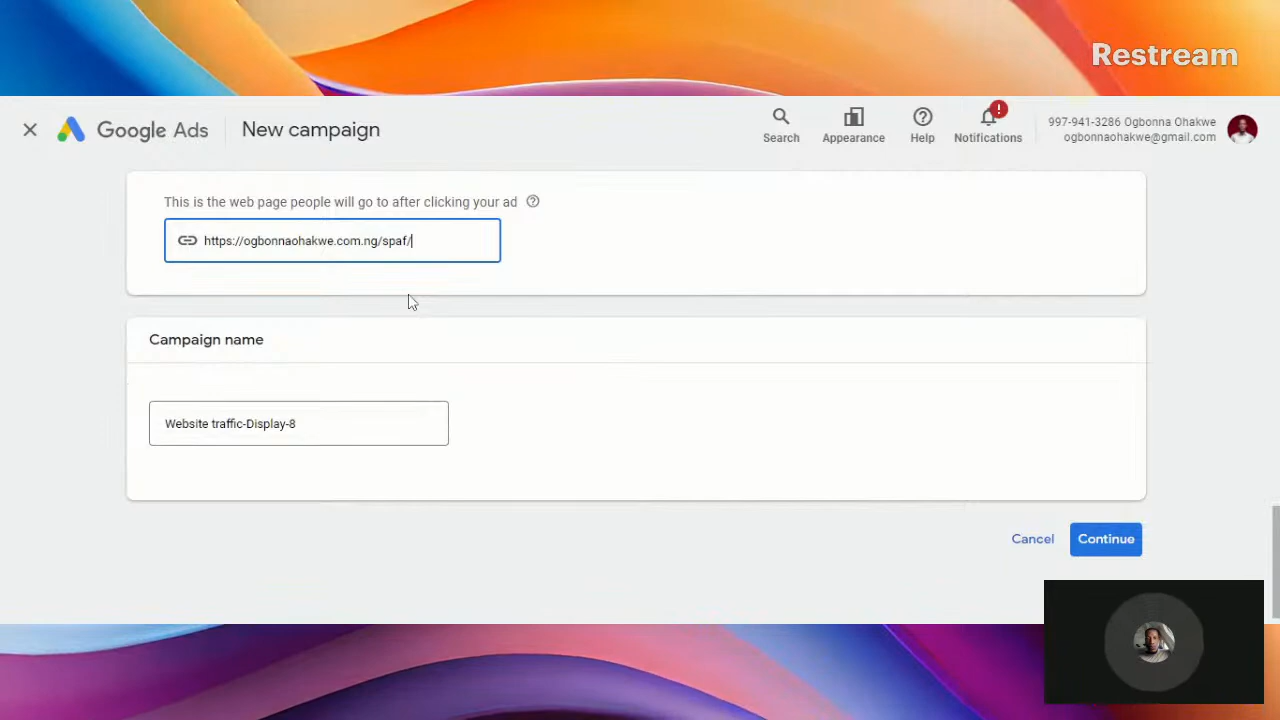 Restream
Google Ads
New campaign
Search
Appearance
Help
!
Notifications
997-941-3286 Ogbonna Ohakwe
ogbonnaohakwe@gmail.com
This is the web page people will go to after clicking your ad
https://ogbonnaohakwe.com.ng/spaf/
Campaign name
Website traffic-Display-8
Cancel
Continue